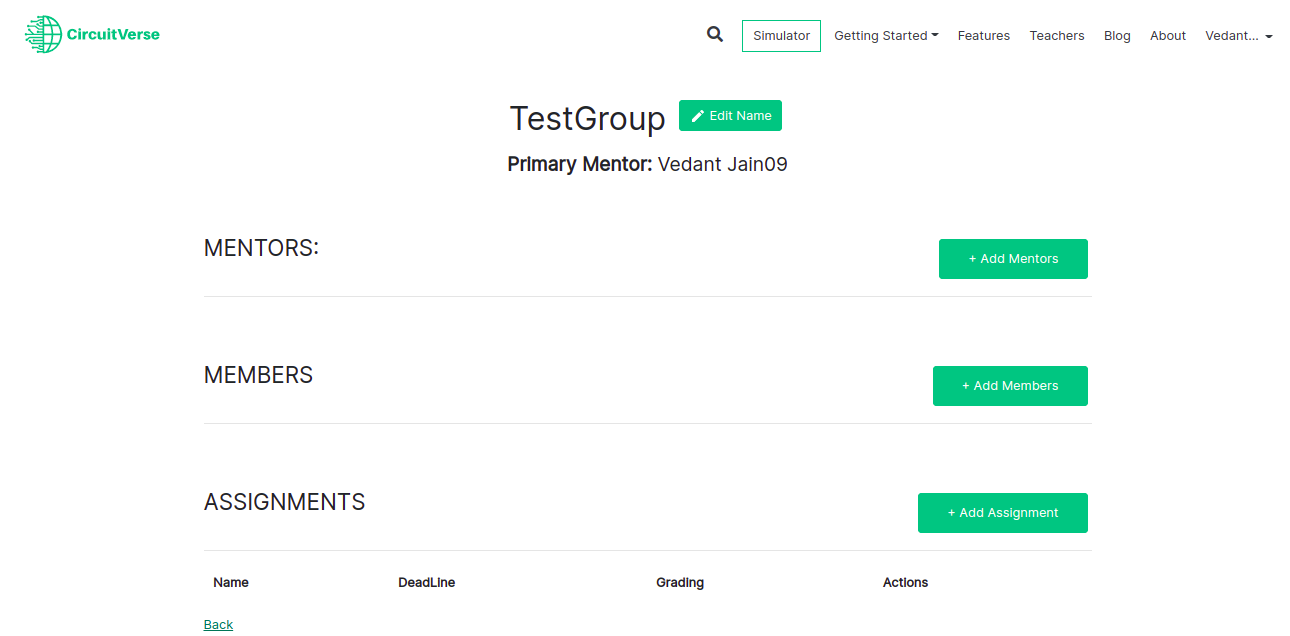 CircuitVerse
Simulator Getting Started Features Teachers Blog About Vedant...
TestGroup Edit Name
Primary Mentor: Vedant Jain09
MENTORS:
+ Add Mentors
MEMBERS
+ Add Members
ASSIGNMENTS
+ Add Assignment
Name DeadLine Grading Actions
Back